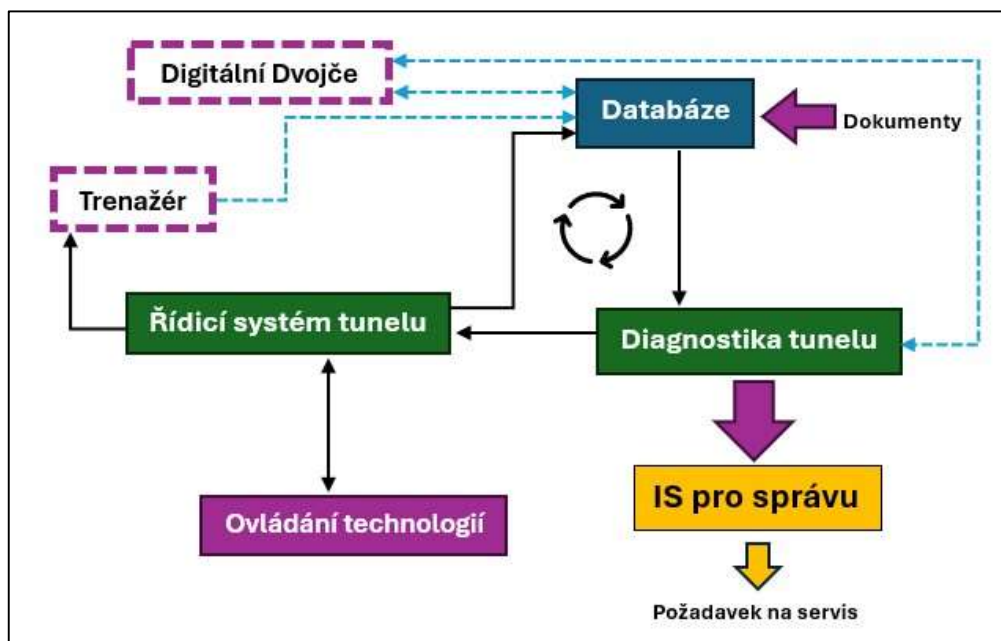 Digitální Dvojče
Databáze
Dokumenty
Trenažér
Řídicí systém tunelu
Diagnostika tunelu
IS pro správu
Ovládání technologií
Požadavek na servis